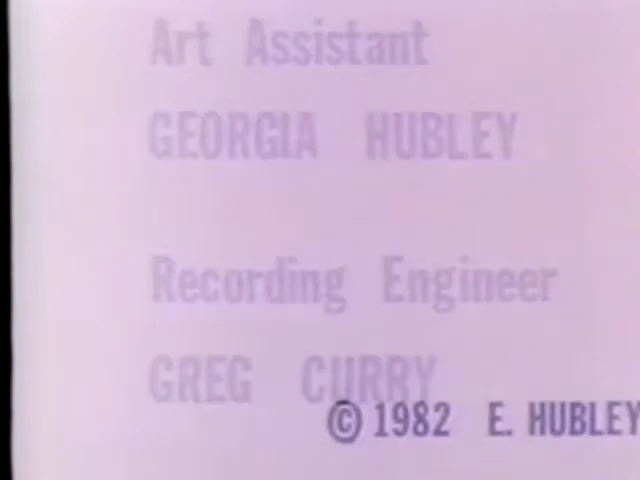 Art Assistant
GEORGIA HUBLEY
Recording Engineer
GREG CURRY
© 1982 E. HUBLEY